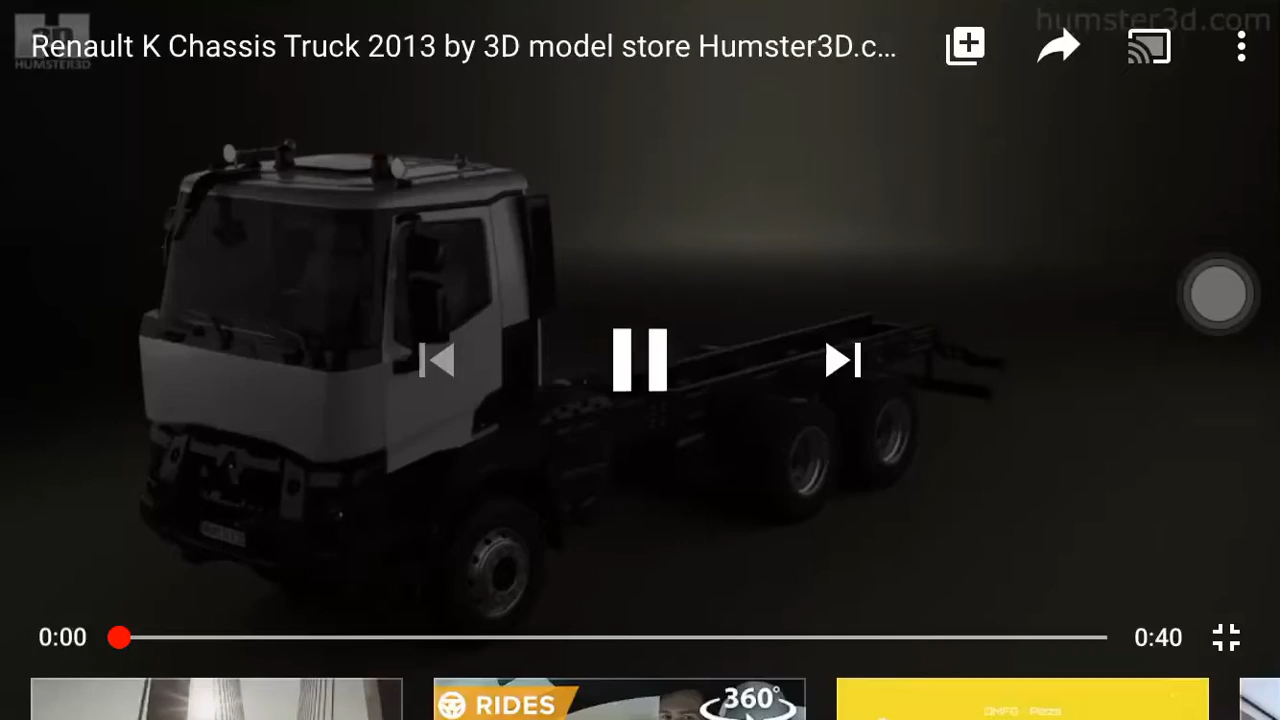 humster3d.com
Renault K Chassis Truck 2013 by 3D model store Humster3D.c...
HUMSTER3D
0:00
0:40
RIDES
360°